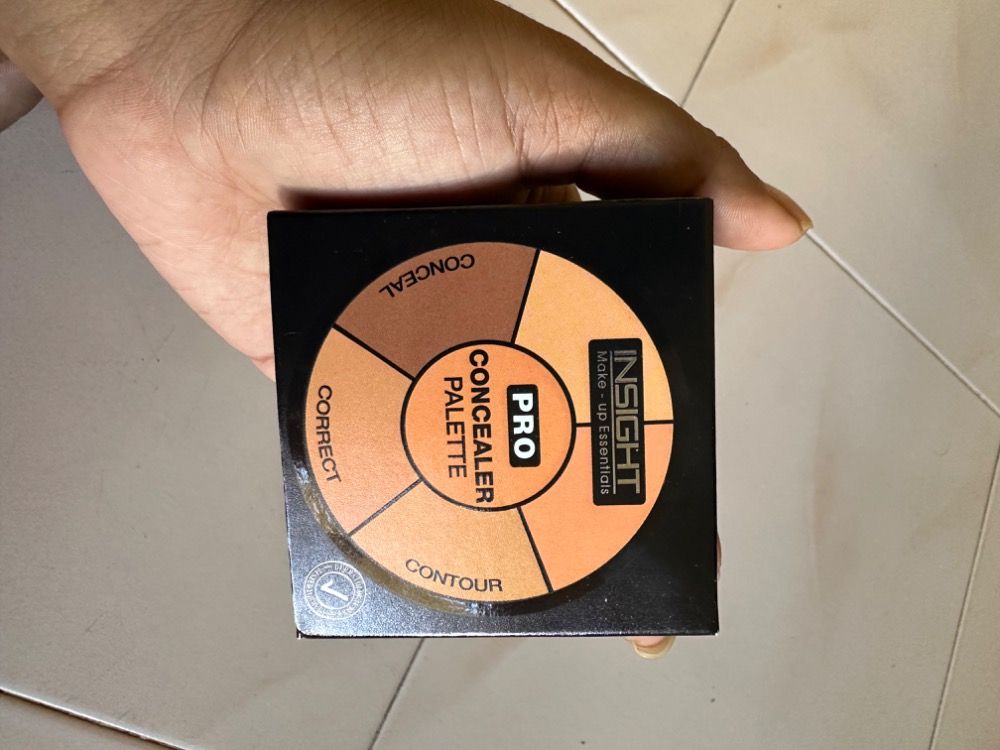 INSIGHT
Make-up Essentials
PRO
CONCEALER
PALETTE
CONCEAL
CORRECT
CONTOUR